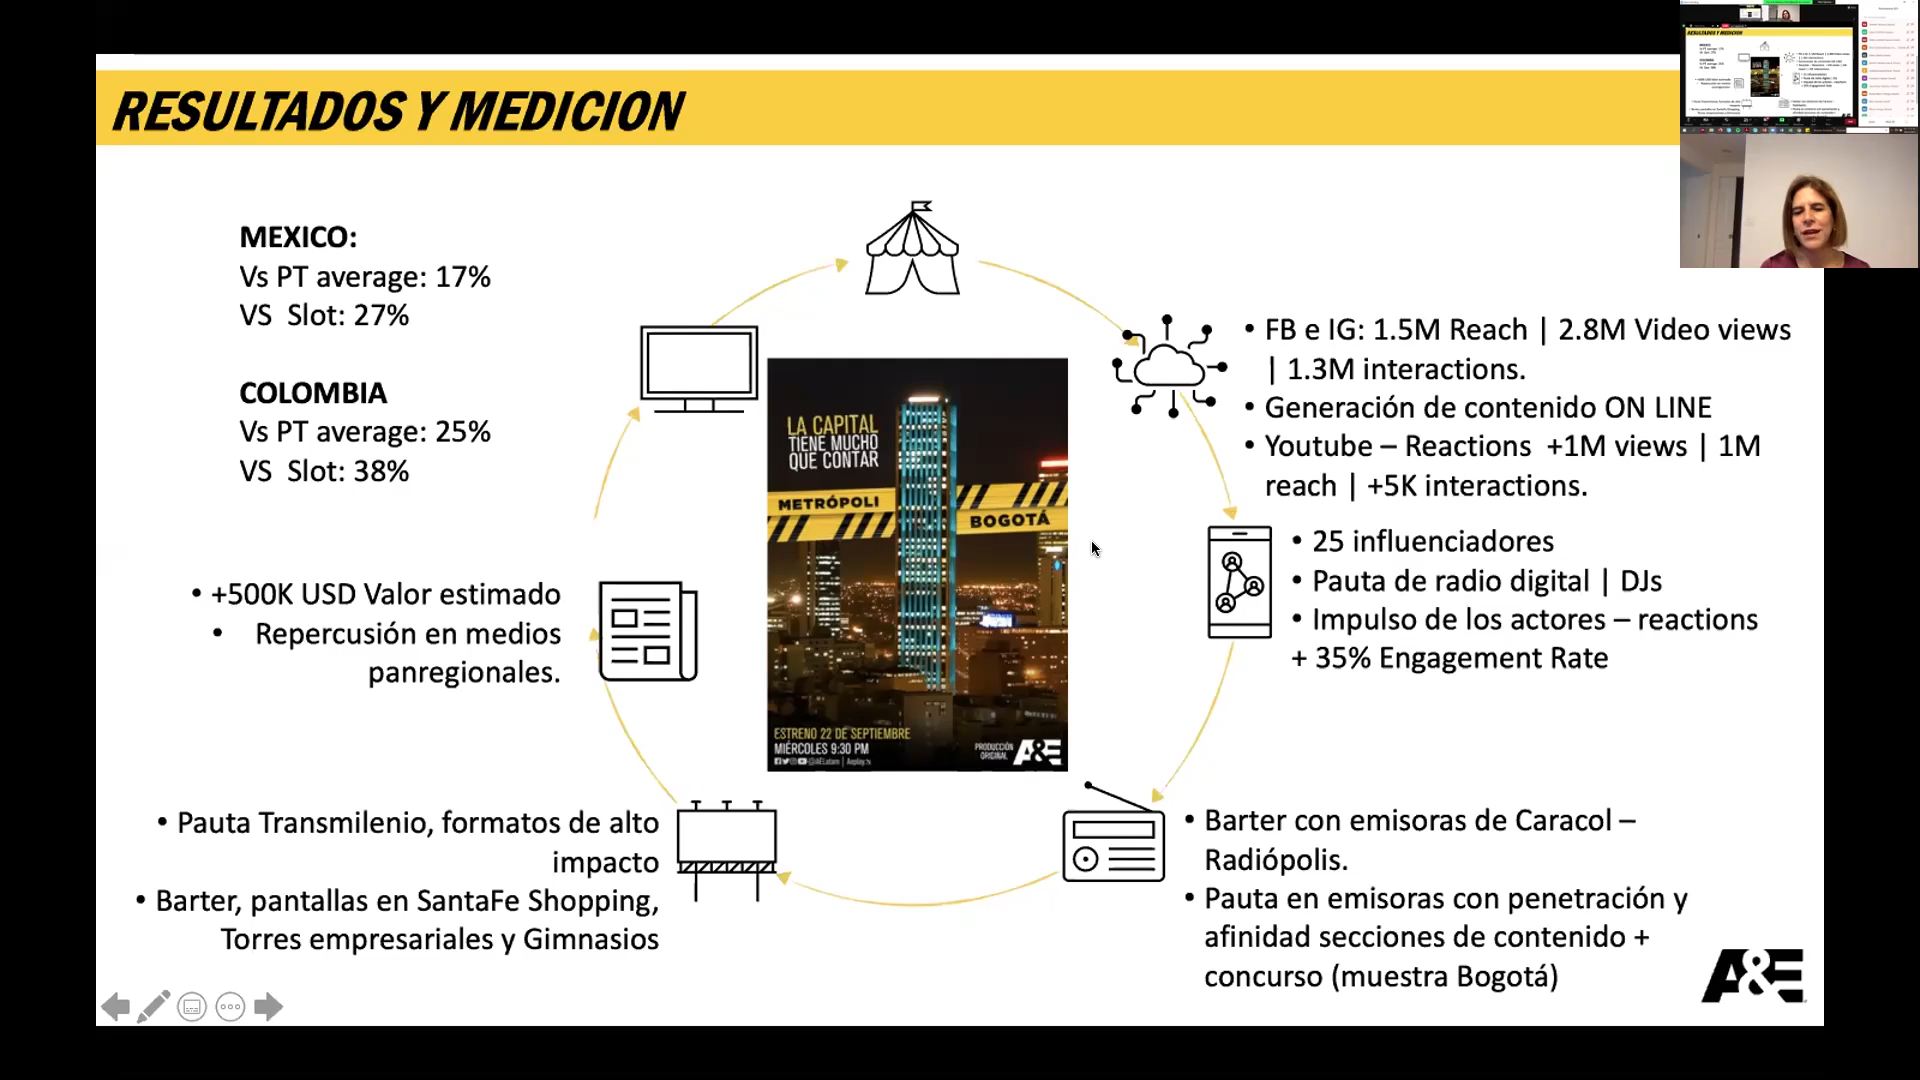 RESULTADOS Y MEDICION
MEXICO:
Vs PT average: 17%
VS Slot: 27%
COLOMBIA
Vs PT average: 25%
VS Slot: 38%
• FB e IG: 1.5M Reach | 2.8M Video views
| 1.3M interactions.
• Generación de contenido ON LINE
• Youtube – Reactions +1M views | 1M
reach | +5K interactions.
• 25 influenciadores
• Pauta de radio digital | DJs
• Impulso de los actores – reactions
+ 35% Engagement Rate
• Barter con emisoras de Caracol –
Radiópolis.
• Pauta en emisoras con penetración y
afinidad secciones de contenido +
concurso (muestra Bogotá)
• Pauta Transmilenio, formatos de alto
impacto
• Barter, pantallas en SantaFe Shopping,
Torres empresariales y Gimnasios
• +500K USD Valor estimado
• Repercusión en medios
panregionales.
LA CAPITAL
TIENE MUCHO
QUE CONTAR
METRÓPOLI
BOGOTÁ
ESTRENO 22 DE SEPTIEMBRE
MIÉRCOLES 9:30 PM
@AELatam | Aeplay.tv
PRODUCCIÓN
ORIGINAL
A&E
A&E
RESULTADOS Y MEDICION